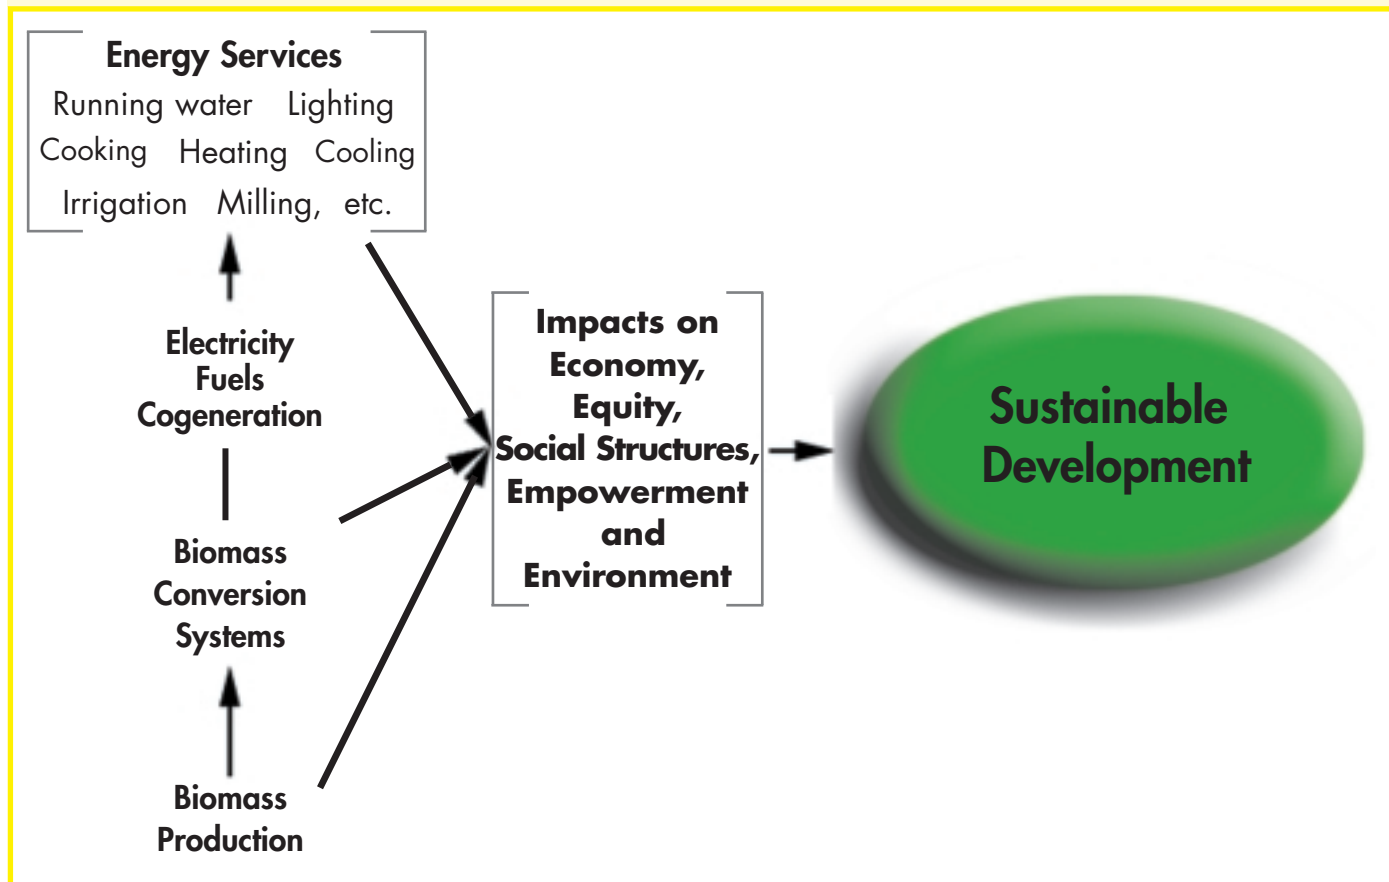 Energy Services
Running water Lighting
Cooking Heating Cooling
Irrigation Milling, etc.
Electricity
Fuels
Cogeneration
Biomass
Conversion
Systems
Biomass
Production
Impacts on
Economy,
Equity,
Social Structures,
Empowerment
and
Environment
Sustainable
Development